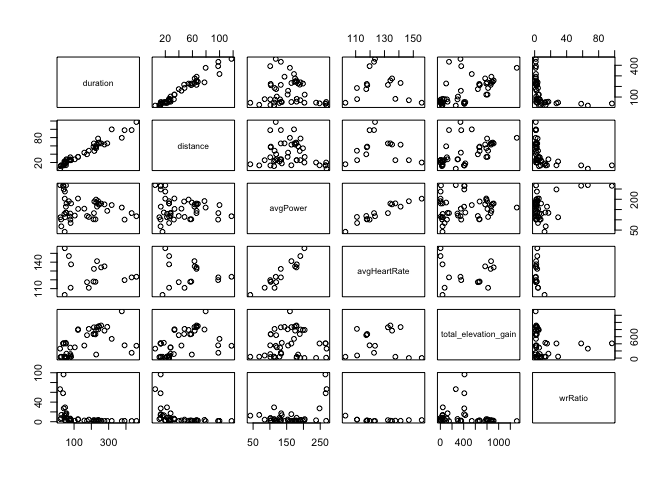 20 60 100 110 130 150 0 40 80
duration 100 400
20 80 distance
avgPower 50 200
110 140 avgHeartRate
total_elevation_gain 0 600
0 40 100 wrRatio
100 300 50 150 250 0 400 1000